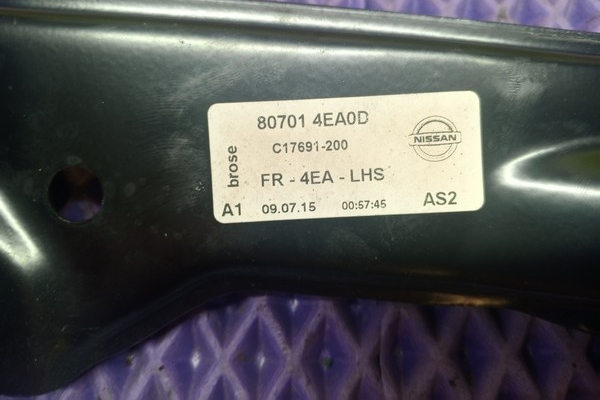 80701 4EA0D
C17691-200
NISSAN
brose
FR - 4EA - LHS
A1 09.07.15 00:57:45 AS2